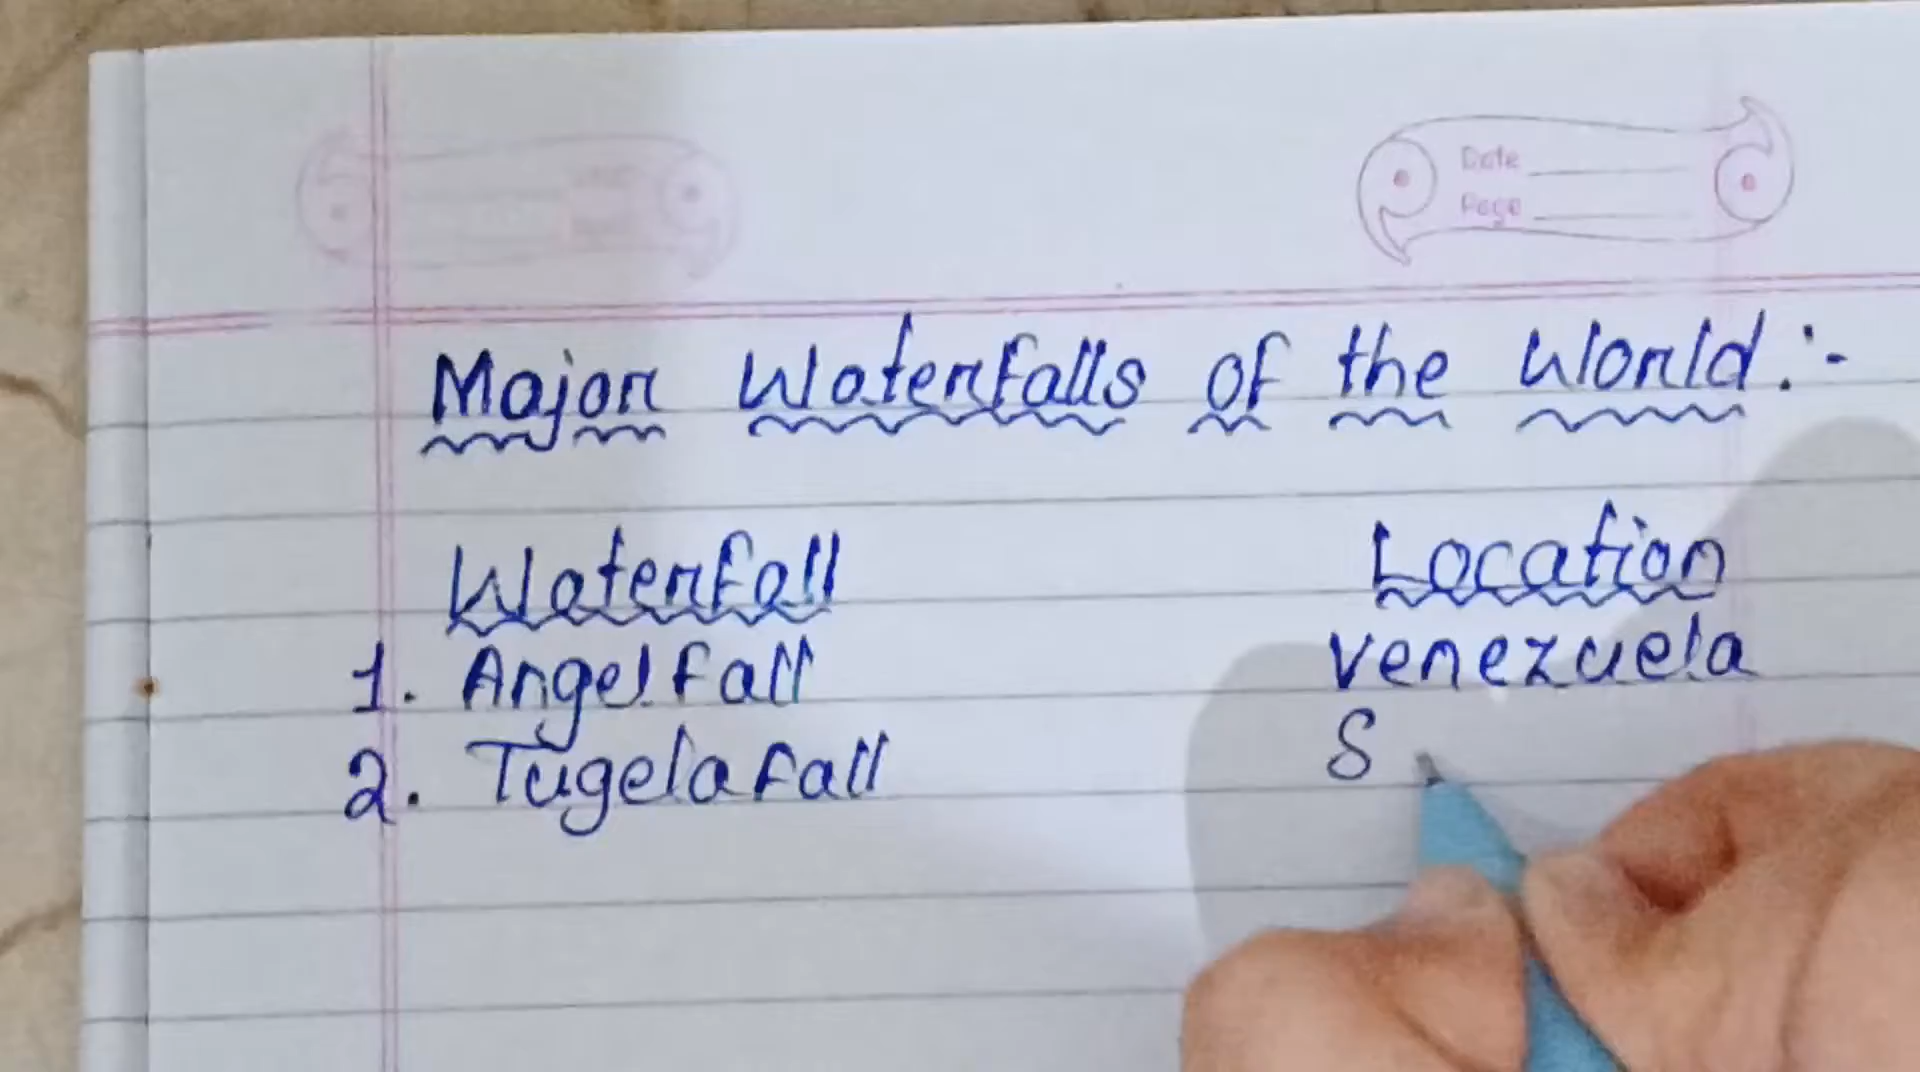 Date
Page
Major Waterfalls of the World:-
Waterfall Location
1. Angel fall Venezuela
2. Tugela fall S